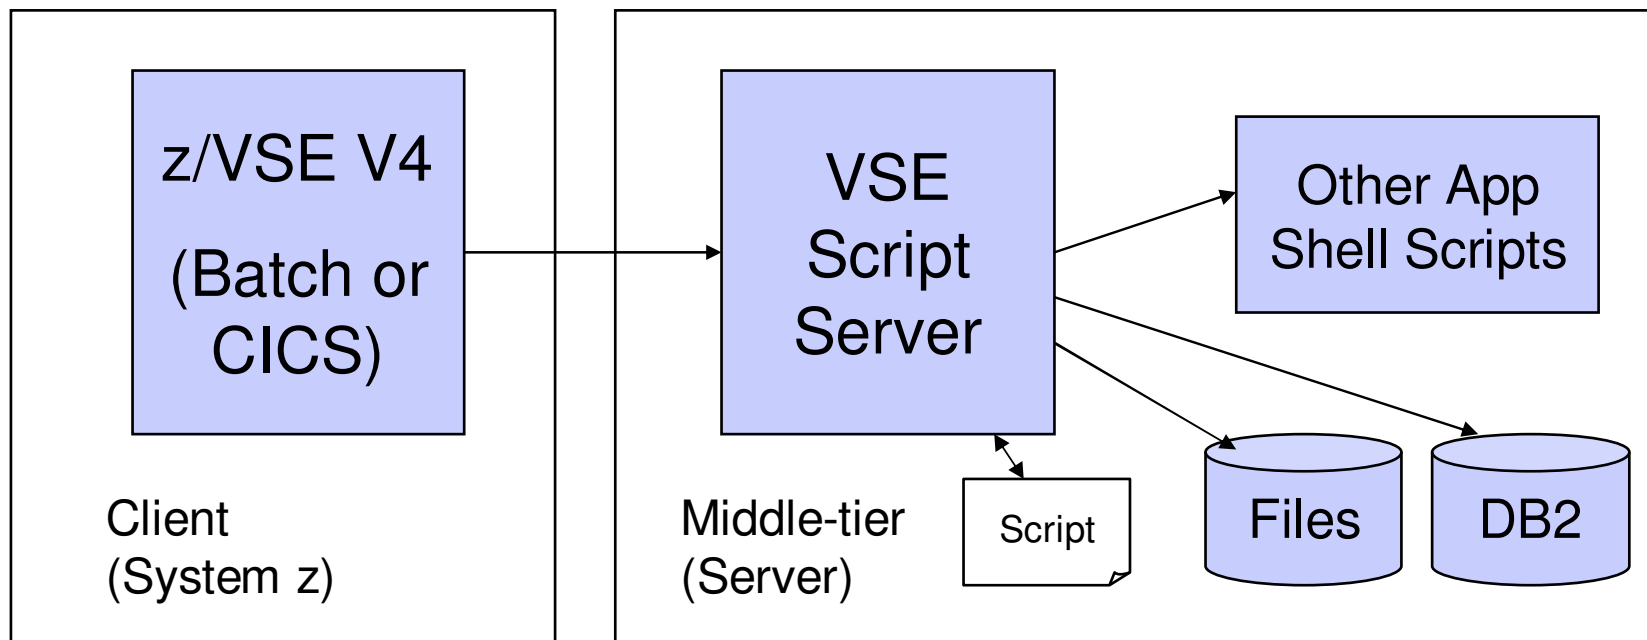 z/VSE V4
(Batch or
CICS)
Client
(System z)
VSE
Script
Server
Other App
Shell Scripts
Middle-tier
(Server)
Script
Files
DB2